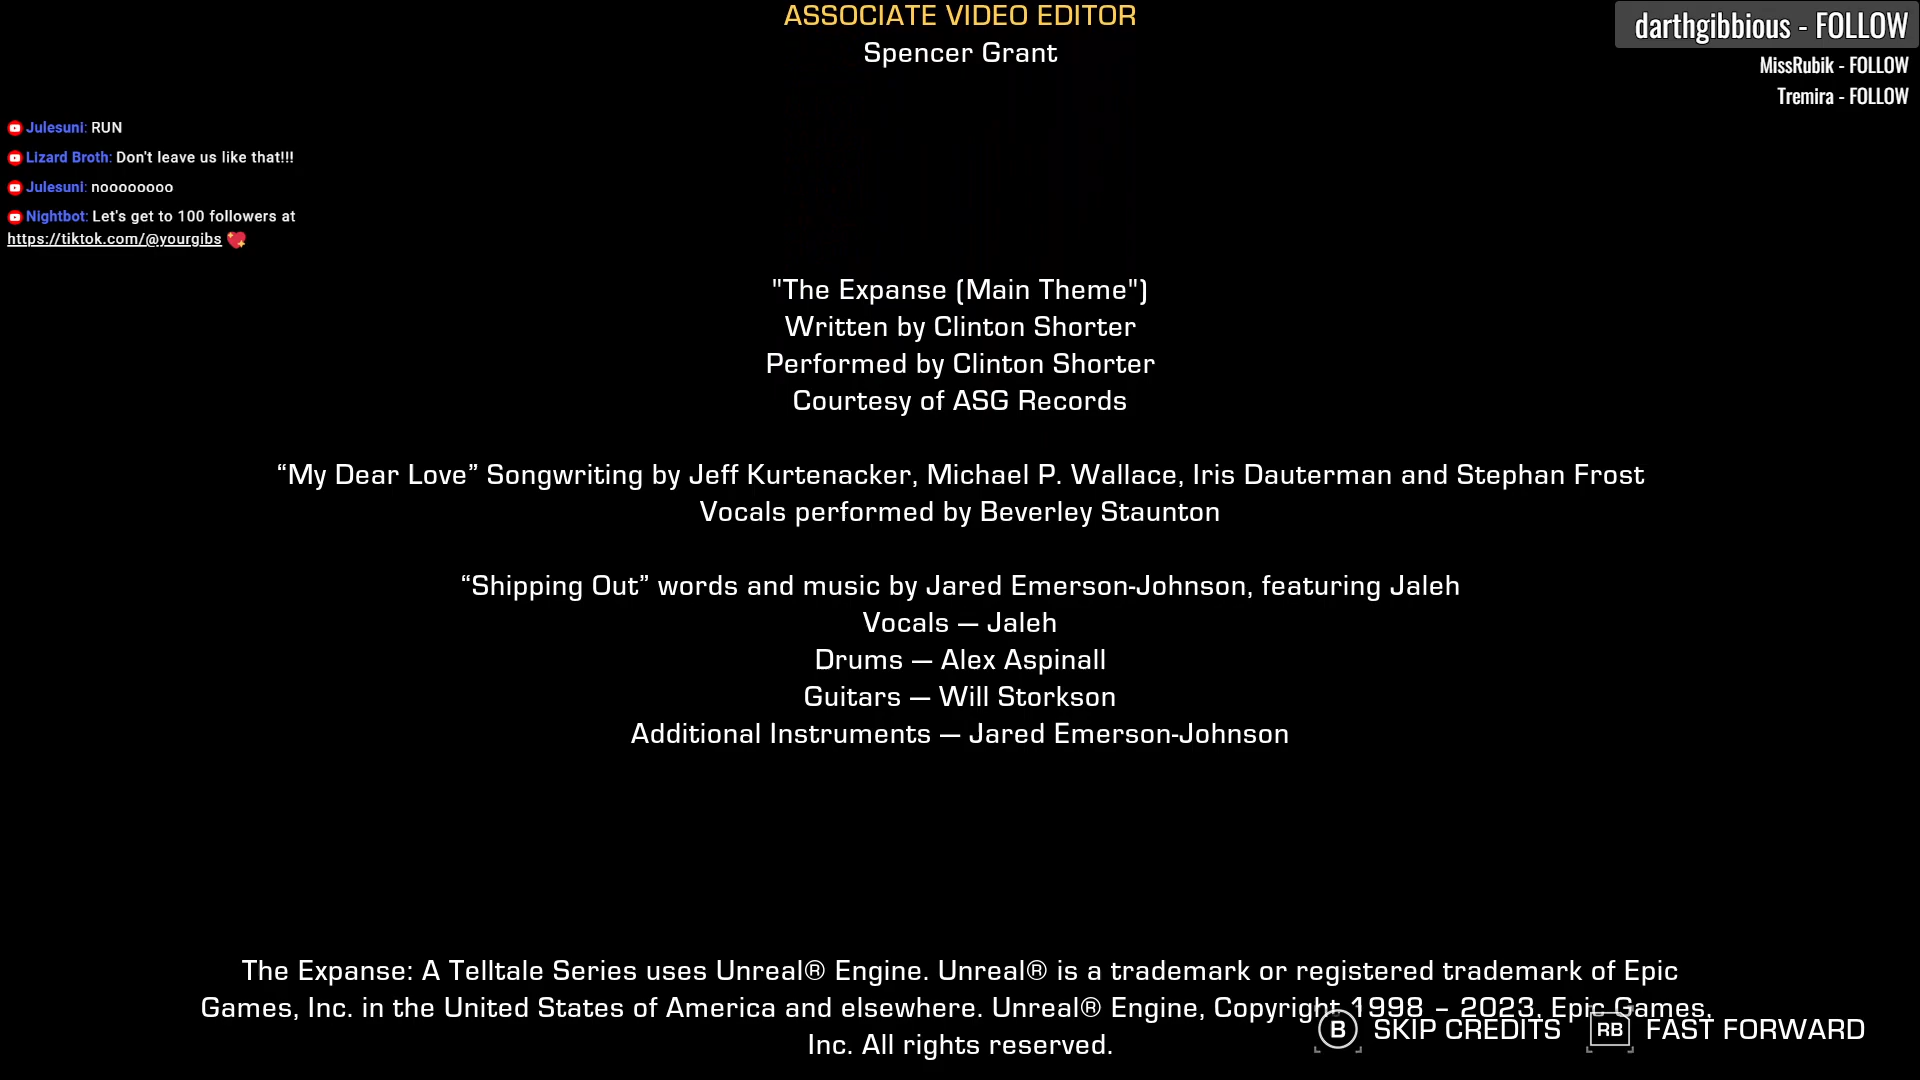 ASSOCIATE VIDEO EDITOR
Spencer Grant
darthgibbious - FOLLOW
MissRubik - FOLLOW
Tremira - FOLLOW
Julesuni: RUN
Lizard Broth: Don't leave us like that!!!
Julesuni: noooooooo
Nightbot: Let's get to 100 followers at
https://tiktok.com/@yourgibs
"The Expanse (Main Theme")
Written by Clinton Shorter
Performed by Clinton Shorter
Courtesy of ASG Records
“My Dear Love” Songwriting by Jeff Kurtenacker, Michael P. Wallace, Iris Dauterman and Stephan Frost
Vocals performed by Beverley Staunton
“Shipping Out” words and music by Jared Emerson-Johnson, featuring Jaleh
Vocals — Jaleh
Drums — Alex Aspinall
Guitars — Will Storkson
Additional Instruments — Jared Emerson-Johnson
The Expanse: A Telltale Series uses Unreal® Engine. Unreal® is a trademark or registered trademark of Epic
Games, Inc. in the United States of America and elsewhere. Unreal® Engine, Copyright 1998 – 2023, Epic Games,
Inc. All rights reserved.
B SKIP CREDITS RB FAST FORWARD